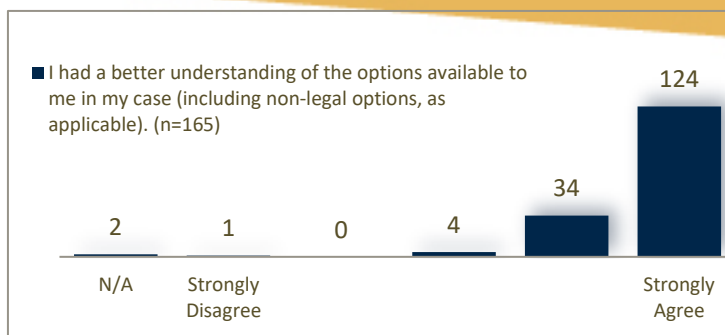 I had a better understanding of the options available to
me in my case (including non-legal options, as
applicable). (n=165)
124
34
2
1
0
4
N/A
Strongly
Disagree
Strongly
Agree